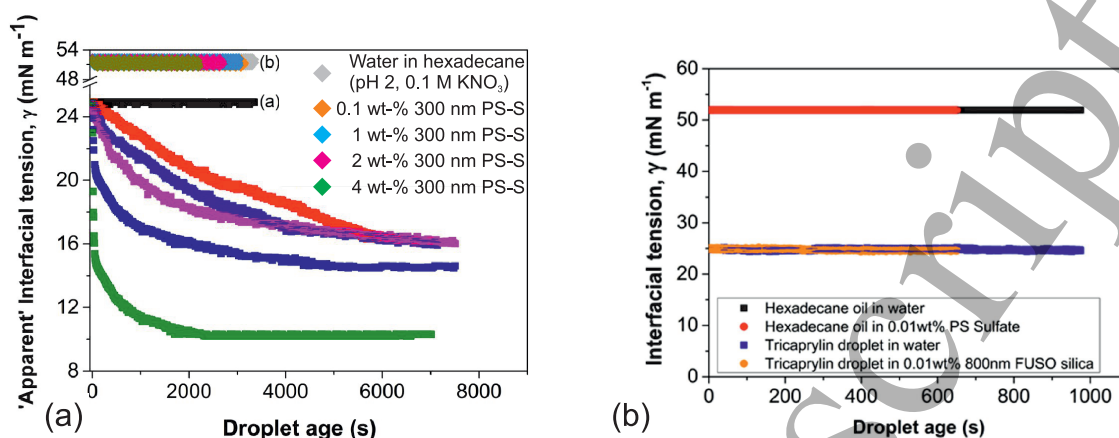 'Apparent' Interfacial tension, γ (mN m⁻¹)
54
48
24
20
16
12
8
(b)
(a)
Water in hexadecane
(pH 2, 0.1 M KNO₃)
0.1 wt-% 300 nm PS-S
1 wt-% 300 nm PS-S
2 wt-% 300 nm PS-S
4 wt-% 300 nm PS-S
0 2000 4000 6000 8000
Droplet age (s)
(a)
Interfacial tension, γ (mN m⁻¹)
60
50
40
30
20
10
0
Hexadecane oil in water
Hexadecane oil in 0.01wt% PS Sulfate
Tricaprylin droplet in water
Tricaprylin droplet in 0.01wt% 800nm FUSO silica
0 200 400 600 800 1000
Droplet age (s)
(b)
script